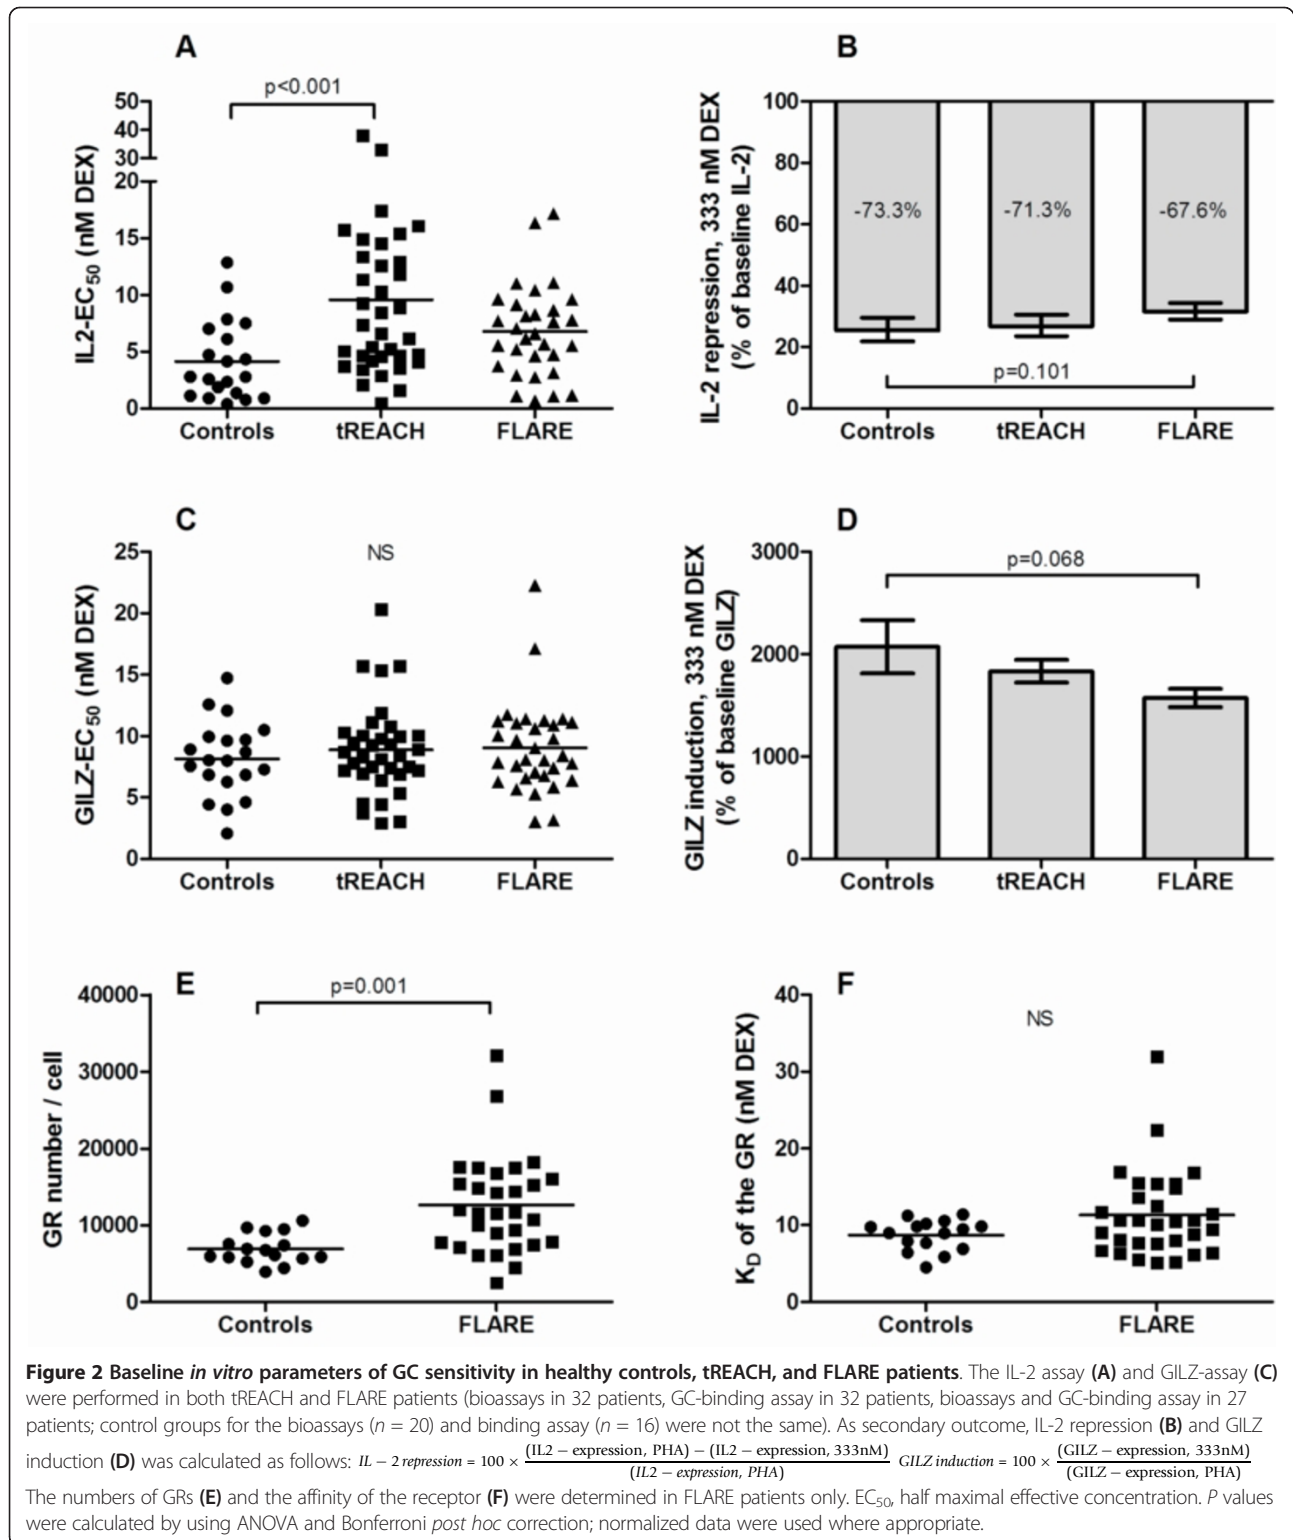 A
p<0.001
IL2-EC50 (nM DEX)
50
40
30
20
15
10
5
0
Controls tREACH FLARE
B
IL-2 repression, 333 nM DEX
(% of baseline IL-2)
100
80
60
40
20
0
-73.3% -71.3% -67.6%
p=0.101
Controls tREACH FLARE
C
NS
GILZ-EC50 (nM DEX)
25
20
15
10
5
0
Controls tREACH FLARE
D
GILZ induction, 333 nM DEX
(% of baseline GILZ)
3000
2000
1000
0
p=0.068
Controls tREACH FLARE
E
p=0.001
GR number / cell
40000
30000
20000
10000
0
Controls FLARE
F
NS
KD of the GR (nM DEX)
40
30
20
10
0
Controls FLARE
Figure 2 Baseline in vitro parameters of GC sensitivity in healthy controls, tREACH, and FLARE patients. The IL-2 assay (A) and GILZ-assay (C)
were performed in both tREACH and FLARE patients (bioassays in 32 patients, GC-binding assay in 32 patients, bioassays and GC-binding assay in 27
patients; control groups for the bioassays (n = 20) and binding assay (n = 16) were not the same). As secondary outcome, IL-2 repression (B) and GILZ
induction (D) was calculated as follows: IL − 2 repression = 100 × (IL2 − expression, PHA) − (IL2 − expression, 333nM) / (IL2 − expression, PHA) GILZ induction = 100 × (GILZ − expression, 333nM) / (GILZ − expression, PHA)
The numbers of GRs (E) and the affinity of the receptor (F) were determined in FLARE patients only. EC50, half maximal effective concentration. P values
were calculated by using ANOVA and Bonferroni post hoc correction; normalized data were used where appropriate.